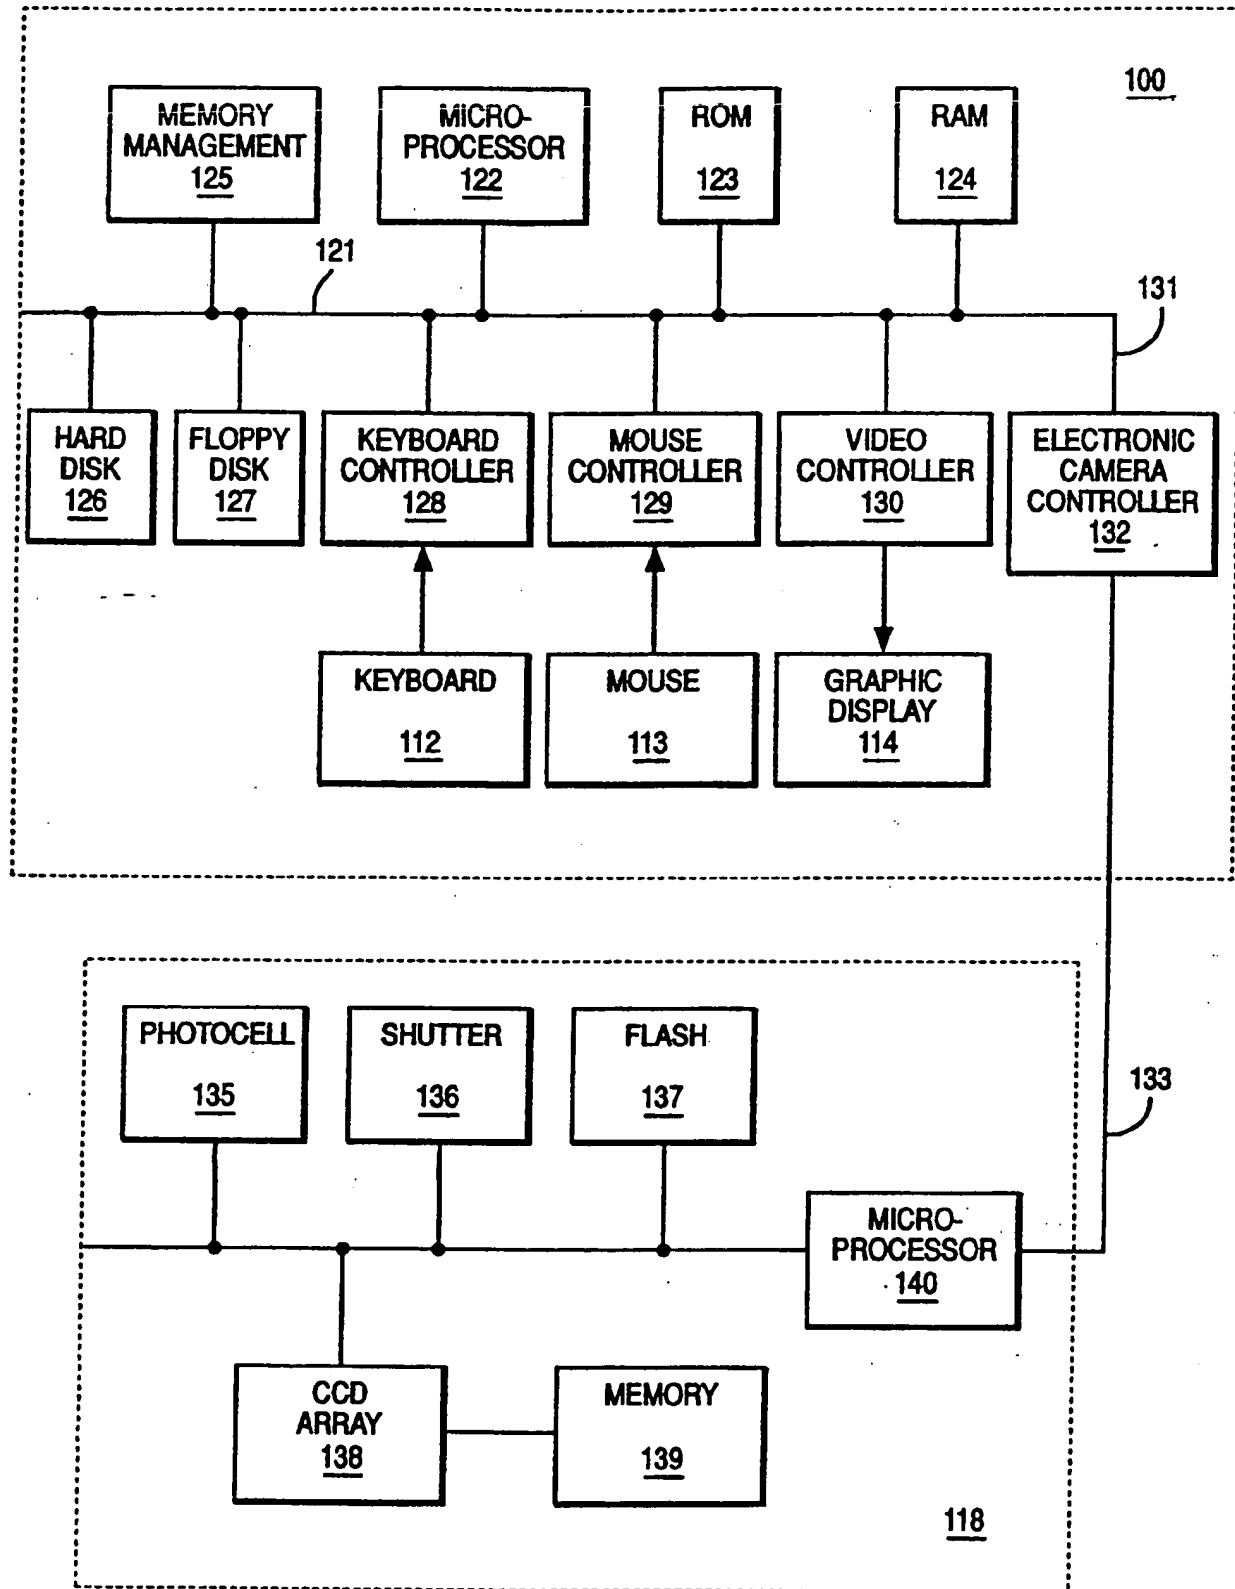 100
MEMORY
MANAGEMENT
125
MICRO-
PROCESSOR
122
ROM
123
RAM
124
121
131
HARD
DISK
126
FLOPPY
DISK
127
KEYBOARD
CONTROLLER
128
MOUSE
CONTROLLER
129
VIDEO
CONTROLLER
130
ELECTRONIC
CAMERA
CONTROLLER
132
KEYBOARD
112
MOUSE
113
GRAPHIC
DISPLAY
114
PHOTOCELL
135
SHUTTER
136
FLASH
137
133
MICRO-
PROCESSOR
140
CCD
ARRAY
138
MEMORY
139
118